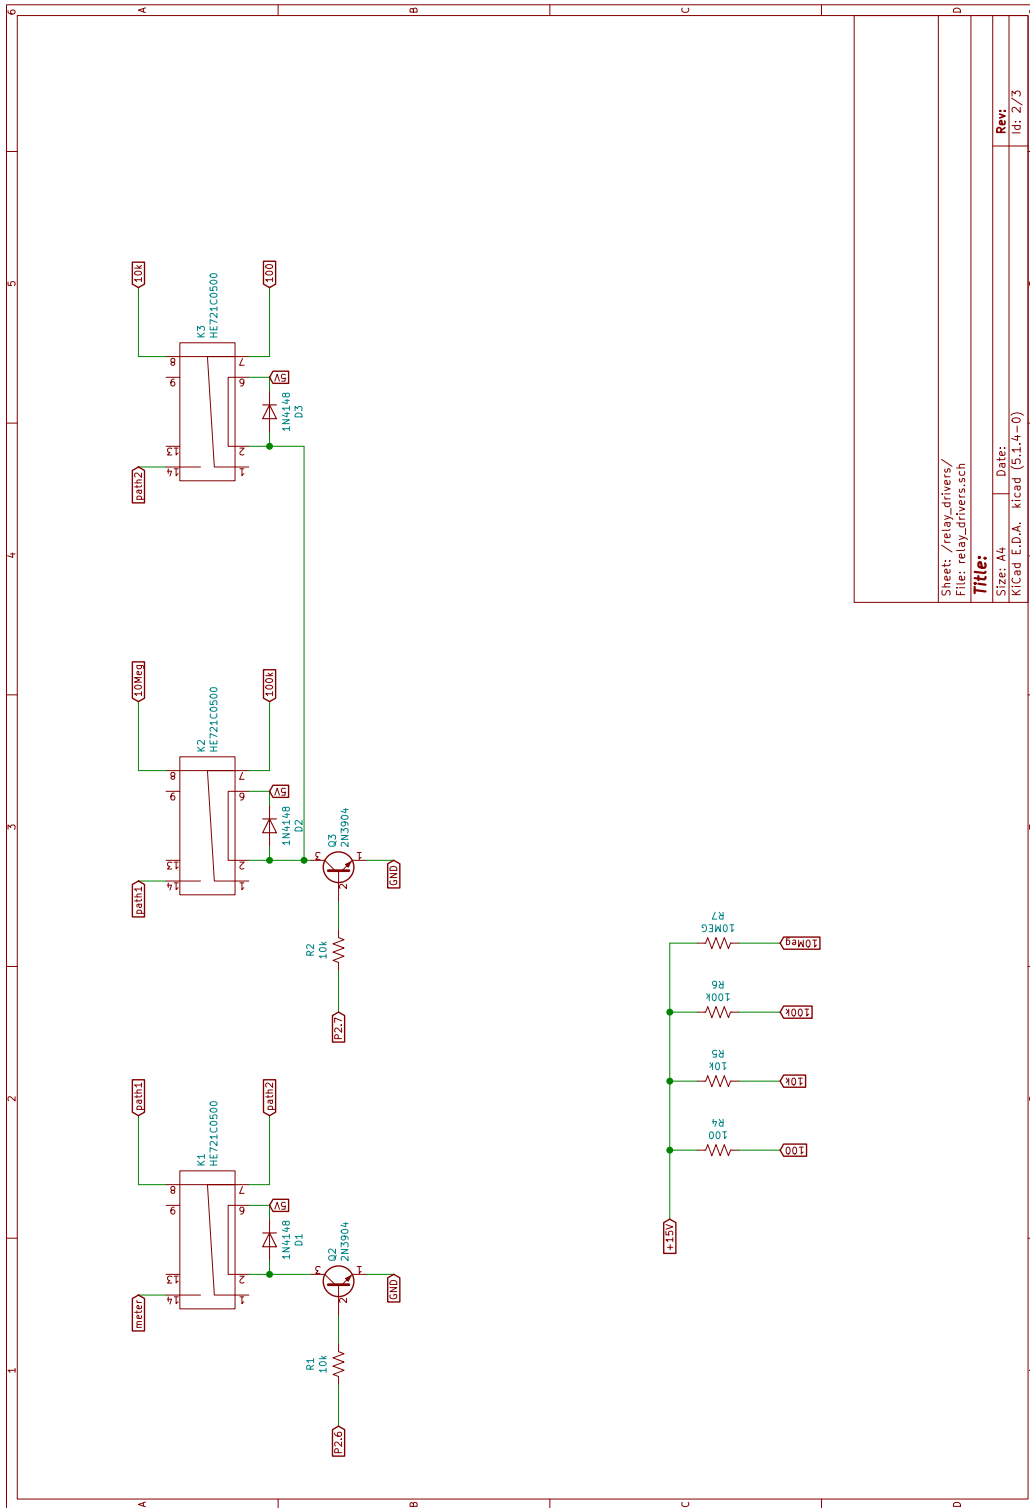 1
2
3
4
5
6
A
B
C
D
A
B
C
D
meter
14
13
9
8
path1
K1
HE721C0500
1
2
6
7
path2
5V
1N4148
D1
Q2
2N3904
3
2
1
GND
R1
10k
P2.6
path1
14
13
9
8
10Meg
K2
HE721C0500
1
2
6
7
100k
5V
1N4148
D2
Q3
2N3904
3
2
1
GND
R2
10k
P2.7
path2
14
13
9
8
10k
K3
HE721C0500
1
2
6
7
100
5V
1N4148
D3
+15V
R4
100
100
R5
10k
10k
R6
100k
100k
R7
10MEG
10Meg
Sheet: /relay_drivers/
File: relay_drivers.sch
Title:
Size: A4
Date:
Rev:
KiCad E.D.A. kicad (5.1.4-0)
Id: 2/3